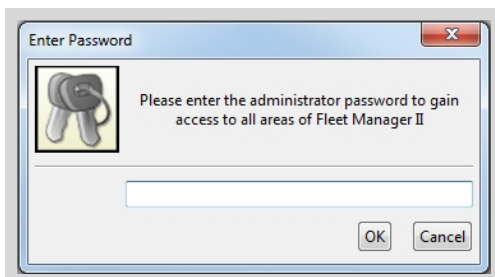 Enter Password
Please enter the administrator password to gain
access to all areas of Fleet Manager II
OK Cancel